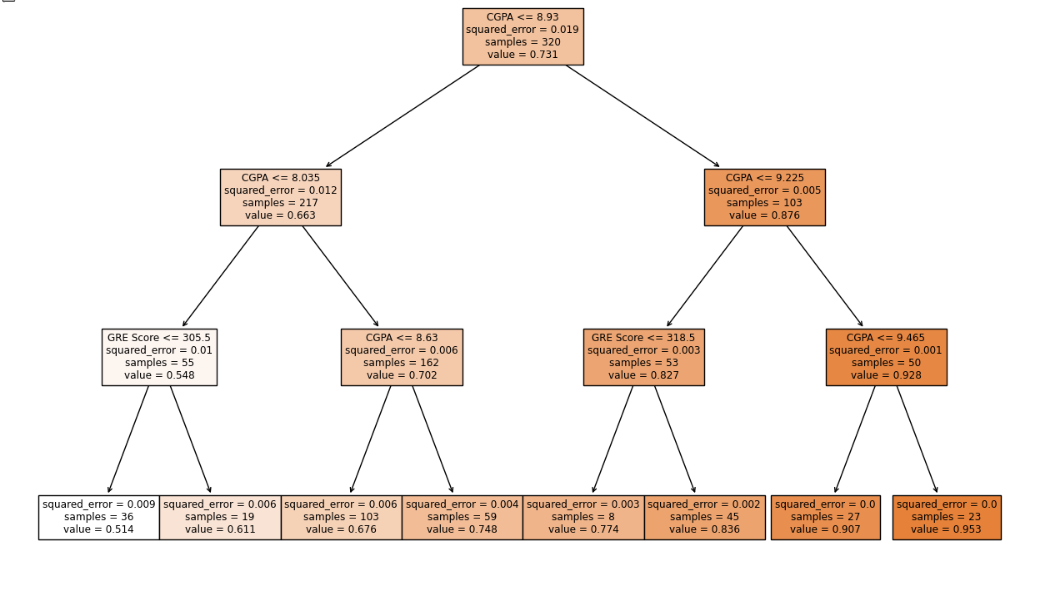 CGPA <= 8.93
squared_error = 0.019
samples = 320
value = 0.731
CGPA <= 8.035
squared_error = 0.012
samples = 217
value = 0.663
CGPA <= 9.225
squared_error = 0.005
samples = 103
value = 0.876
GRE Score <= 305.5
squared_error = 0.01
samples = 55
value = 0.548
CGPA <= 8.63
squared_error = 0.006
samples = 162
value = 0.702
GRE Score <= 318.5
squared_error = 0.003
samples = 53
value = 0.827
CGPA <= 9.465
squared_error = 0.001
samples = 50
value = 0.928
squared_error = 0.009
samples = 36
value = 0.514
squared_error = 0.006
samples = 19
value = 0.611
squared_error = 0.006
samples = 103
value = 0.676
squared_error = 0.004
samples = 59
value = 0.748
squared_error = 0.003
samples = 8
value = 0.774
squared_error = 0.002
samples = 45
value = 0.836
squared_error = 0.0
samples = 27
value = 0.907
squared_error = 0.0
samples = 23
value = 0.953